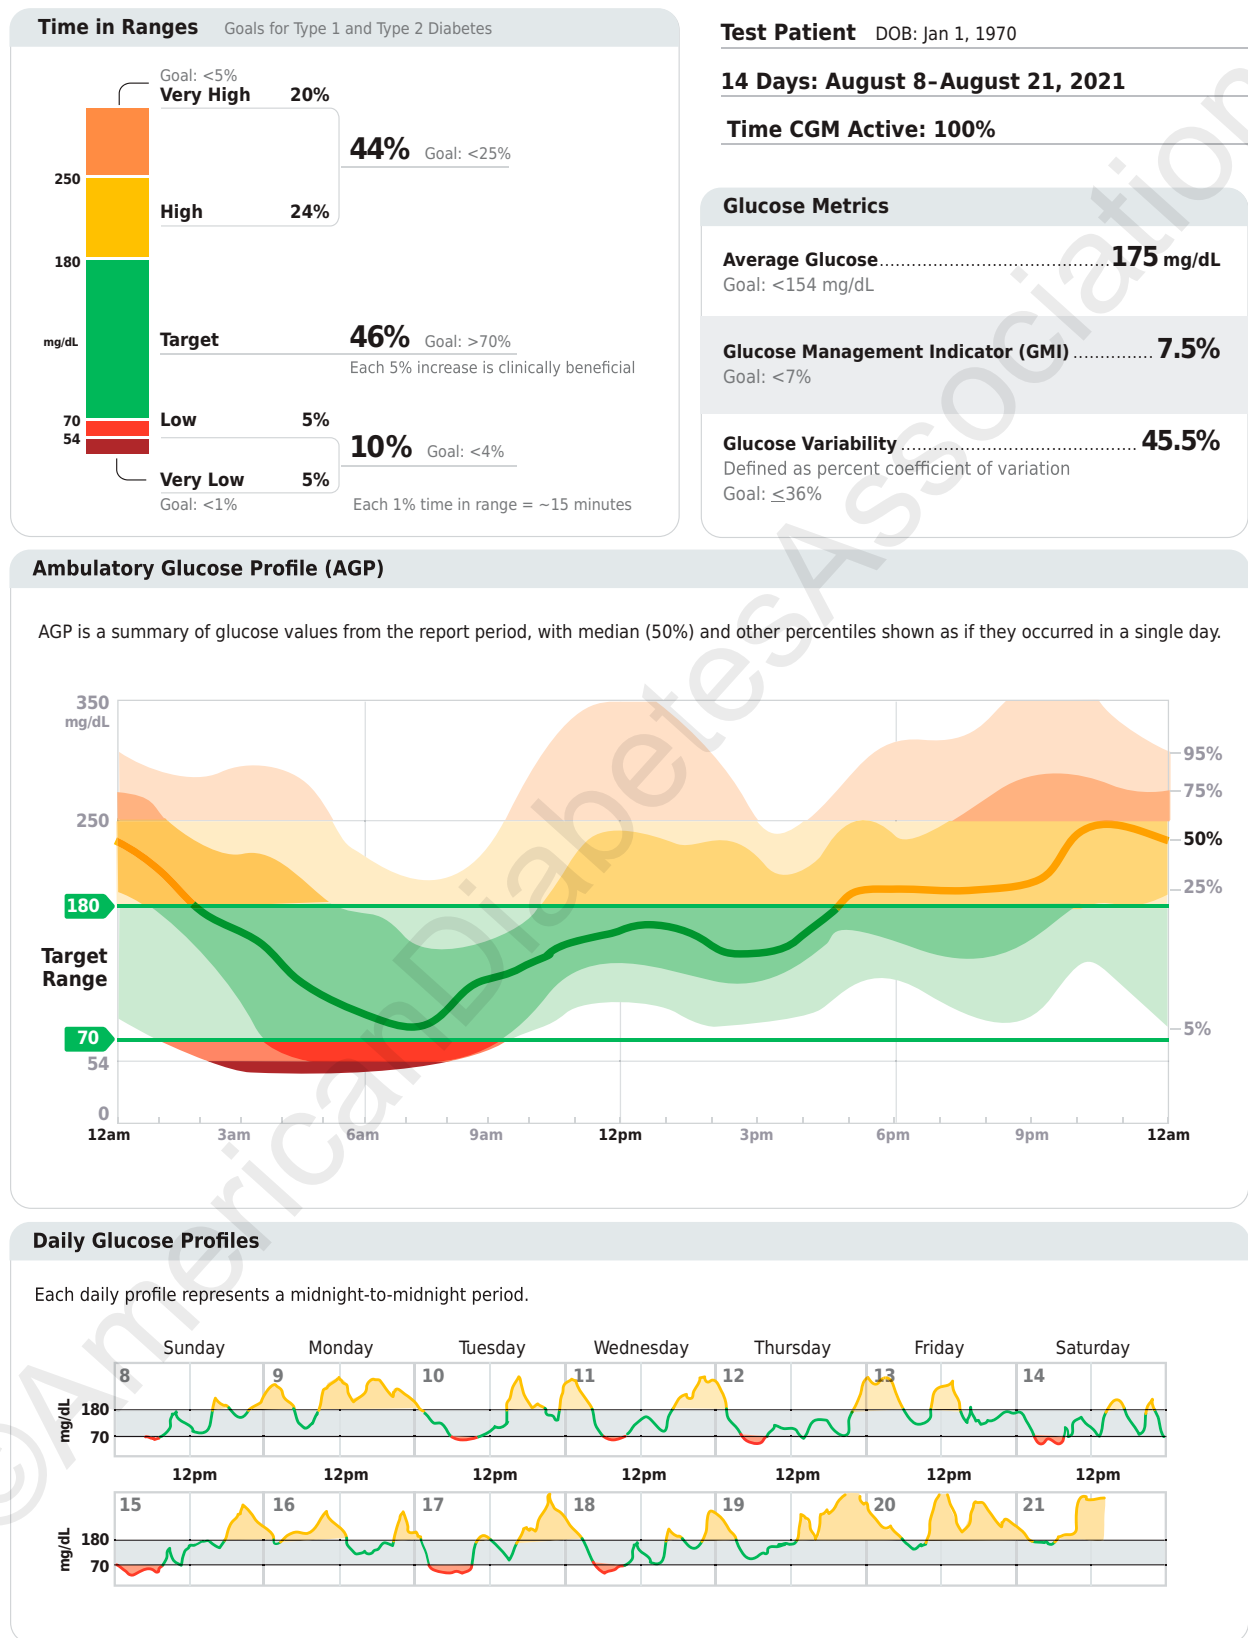 Time in Ranges Goals for Type 1 and Type 2 Diabetes
Goal: <5%
Very High 20%
44% Goal: <25%
250
High 24%
180
mg/dL
Target 46% Goal: >70%
Each 5% increase is clinically beneficial
70 Low 5%
54
10% Goal: <4%
Very Low 5%
Goal: <1% Each 1% time in range = ~15 minutes
Test Patient DOB: Jan 1, 1970
14 Days: August 8–August 21, 2021
Time CGM Active: 100%
Glucose Metrics
Average Glucose........................................175 mg/dL
Goal: <154 mg/dL
Glucose Management Indicator (GMI)...............7.5%
Goal: <7%
Glucose Variability.........................................45.5%
Defined as percent coefficient of variation
Goal: ≤36%
Ambulatory Glucose Profile (AGP)
AGP is a summary of glucose values from the report period, with median (50%) and other percentiles shown as if they occurred in a single day.
350
mg/dL
95%
75%
250
50%
25%
180
Target
Range
70
5%
54
0
12am 3am 6am 9am 12pm 3pm 6pm 9pm 12am
Daily Glucose Profiles
Each daily profile represents a midnight-to-midnight period.
Sunday Monday Tuesday Wednesday Thursday Friday Saturday
8 9 10 11 12 13 14
180
mg/dL
70
12pm 12pm 12pm 12pm 12pm 12pm 12pm
15 16 17 18 19 20 21
180
mg/dL
70
©AmericanDiabetesAssociation